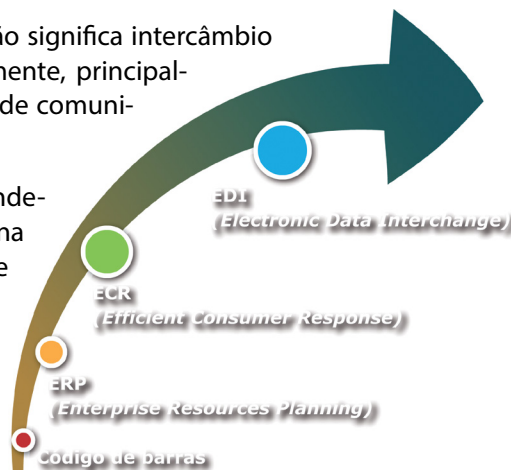 ão significa intercâmbio
nente, principal-
de comuni-
nde-
na
e
EDI
(Electronic Data Interchange)
ECR
(Efficient Consumer Response)
ERP
(Enterprise Resources Planning)
Código de barras